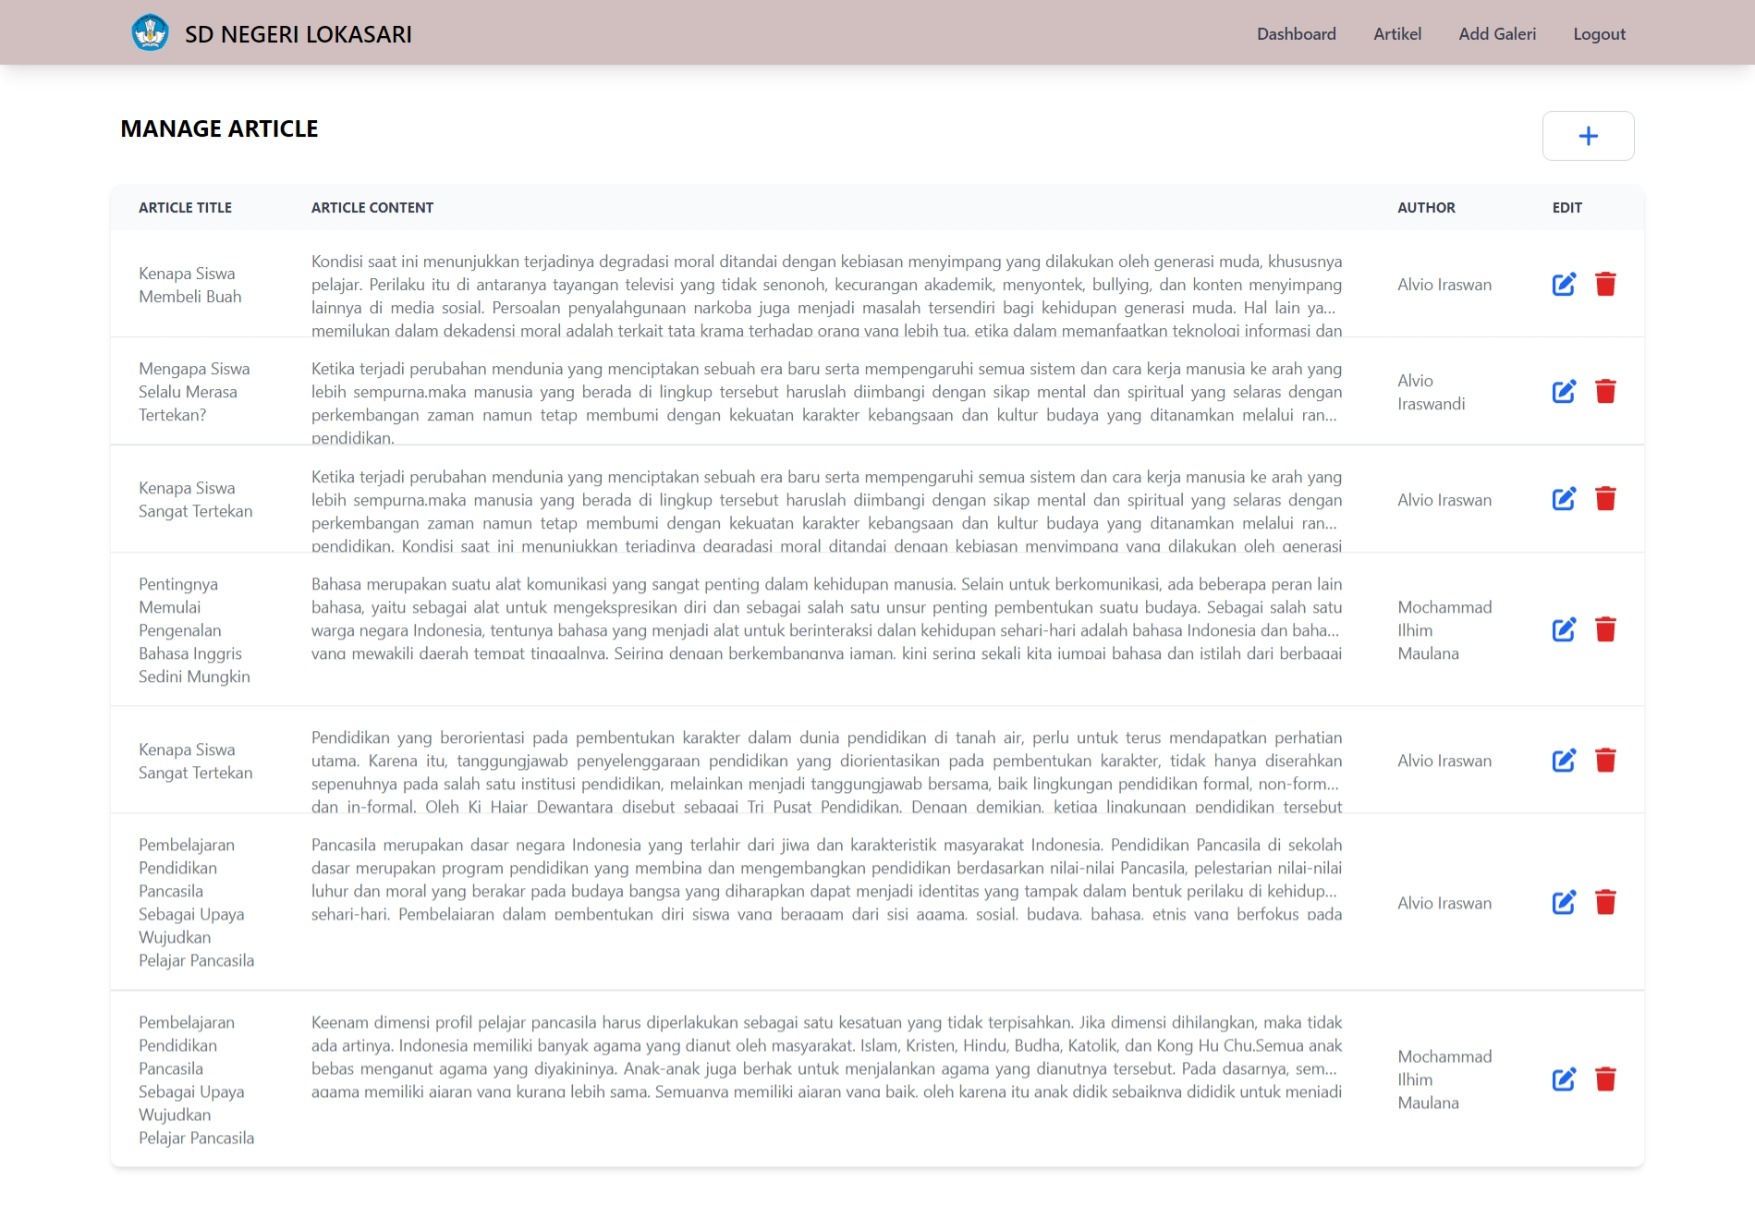 SD NEGERI LOKASARI
Dashboard Artikel Add Galeri Logout
MANAGE ARTICLE
+
ARTICLE TITLE ARTICLE CONTENT AUTHOR EDIT
Kenapa Siswa
Membeli Buah
Kondisi saat ini menunjukkan terjadinya degradasi moral ditandai dengan kebiasan menyimpang yang dilakukan oleh generasi muda, khususnya
pelajar. Perilaku itu di antaranya tayangan televisi yang tidak senonoh, kecurangan akademik, menyontek, bullying, dan konten menyimpang
lainnya di media sosial. Persoalan penyalahgunaan narkoba juga menjadi masalah tersendiri bagi kehidupan generasi muda. Hal lain ya...
memilukan dalam dekadensi moral adalah terkait tata krama terhadap orang yang lebih tua, etika dalam memanfaatkan teknologi informasi dan
Alvio Iraswan
Mengapa Siswa
Selalu Merasa
Tertekan?
Ketika terjadi perubahan mendunia yang menciptakan sebuah era baru serta mempengaruhi semua sistem dan cara kerja manusia ke arah yang
lebih sempurna.maka manusia yang berada di lingkup tersebut haruslah diimbangi dengan sikap mental dan spiritual yang selaras dengan
perkembangan zaman namun tetap membumi dengan kekuatan karakter kebangsaan dan kultur budaya yang ditanamkan melalui ran...
pendidikan.
Alvio
Iraswandi
Kenapa Siswa
Sangat Tertekan
Ketika terjadi perubahan mendunia yang menciptakan sebuah era baru serta mempengaruhi semua sistem dan cara kerja manusia ke arah yang
lebih sempurna.maka manusia yang berada di lingkup tersebut haruslah diimbangi dengan sikap mental dan spiritual yang selaras dengan
perkembangan zaman namun tetap membumi dengan kekuatan karakter kebangsaan dan kultur budaya yang ditanamkan melalui ran...
pendidikan. Kondisi saat ini menunjukkan terjadinya degradasi moral ditandai dengan kebiasan menyimpang yang dilakukan oleh generasi
Alvio Iraswan
Pentingnya
Memulai
Pengenalan
Bahasa Inggris
Sedini Mungkin
Bahasa merupakan suatu alat komunikasi yang sangat penting dalam kehidupan manusia. Selain untuk berkomunikasi, ada beberapa peran lain
bahasa, yaitu sebagai alat untuk mengekspresikan diri dan sebagai salah satu unsur penting pembentukan suatu budaya. Sebagai salah satu
warga negara Indonesia, tentunya bahasa yang menjadi alat untuk berinteraksi dalan kehidupan sehari-hari adalah bahasa Indonesia dan baha...
yang mewakili daerah tempat tinggalnya. Seiring dengan berkembangnya jaman, kini sering sekali kita jumpai bahasa dan istilah dari berbagai
Mochammad
Ilhim
Maulana
Kenapa Siswa
Sangat Tertekan
Pendidikan yang berorientasi pada pembentukan karakter dalam dunia pendidikan di tanah air, perlu untuk terus mendapatkan perhatian
utama. Karena itu, tanggungjawab penyelenggaraan pendidikan yang diorientasikan pada pembentukan karakter, tidak hanya diserahkan
sepenuhnya pada salah satu institusi pendidikan, melainkan menjadi tanggungjawab bersama, baik lingkungan pendidikan formal, non-form...
dan in-formal. Oleh Ki Hajar Dewantara disebut sebagai Tri Pusat Pendidikan. Dengan demikian, ketiga lingkungan pendidikan tersebut
Alvio Iraswan
Pembelajaran
Pendidikan
Pancasila
Sebagai Upaya
Wujudkan
Pelajar Pancasila
Pancasila merupakan dasar negara Indonesia yang terlahir dari jiwa dan karakteristik masyarakat Indonesia. Pendidikan Pancasila di sekolah
dasar merupakan program pendidikan yang membina dan mengembangkan pendidikan berdasarkan nilai-nilai Pancasila, pelestarian nilai-nilai
luhur dan moral yang berakar pada budaya bangsa yang diharapkan dapat menjadi identitas yang tampak dalam bentuk perilaku di kehidup...
sehari-hari. Pembelajaran dalam pembentukan diri siswa yang beragam dari sisi agama, sosial, budaya, bahasa, etnis yang berfokus pada
Alvio Iraswan
Pembelajaran
Pendidikan
Pancasila
Sebagai Upaya
Wujudkan
Pelajar Pancasila
Keenam dimensi profil pelajar pancasila harus diperlakukan sebagai satu kesatuan yang tidak terpisahkan. Jika dimensi dihilangkan, maka tidak
ada artinya. Indonesia memiliki banyak agama yang dianut oleh masyarakat. Islam, Kristen, Hindu, Budha, Katolik, dan Kong Hu Chu.Semua anak
bebas menganut agama yang diyakininya. Anak-anak juga berhak untuk menjalankan agama yang dianutnya tersebut. Pada dasarnya, sem...
agama memiliki ajaran yang kurang lebih sama. Semuanya memiliki ajaran yang baik, oleh karena itu anak didik sebaiknya dididik untuk menjadi
Mochammad
Ilhim
Maulana